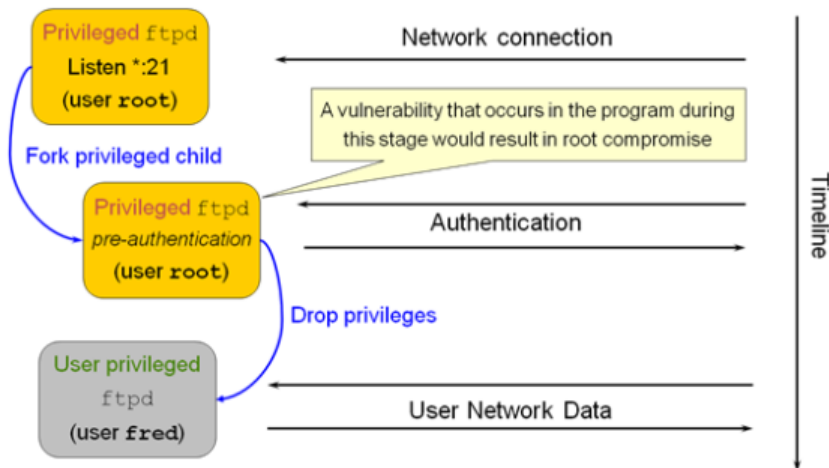 Privileged ftpd
Listen *:21
(user root)
Network connection
A vulnerability that occurs in the program during
this stage would result in root compromise
Fork privileged child
Privileged ftpd
pre-authentication
(user root)
Authentication
Timeline
Drop privileges
User privileged
ftpd
(user fred)
User Network Data